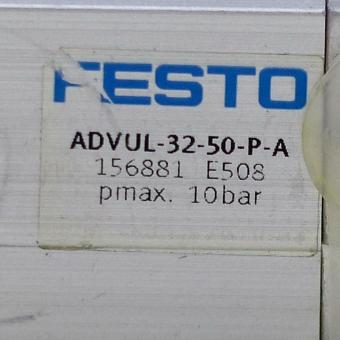 FESTO
ADVUL-32-50-P-A
156881 E508
pmax. 10bar